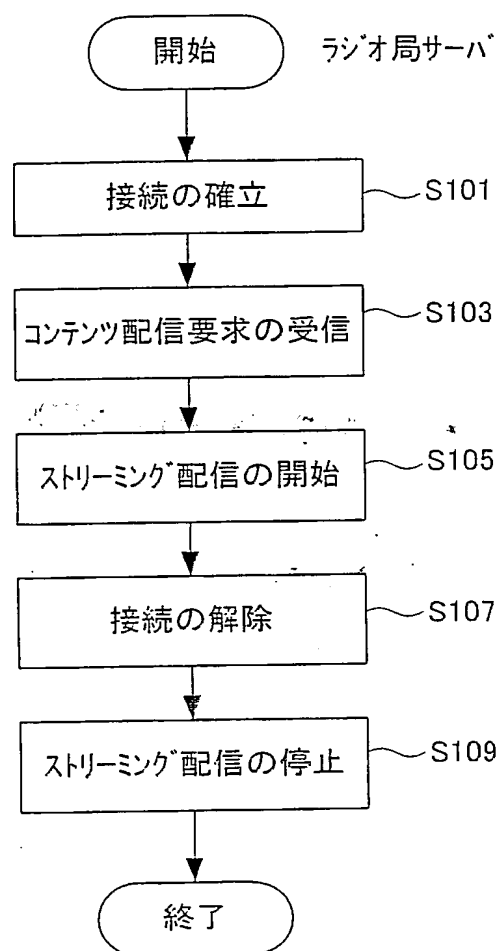 開始
ラジオ局サーバ
接続の確立
S101
コンテンツ配信要求の受信
S103
ストリーミング配信の開始
S105
接続の解除
S107
ストリーミング配信の停止
S109
終了